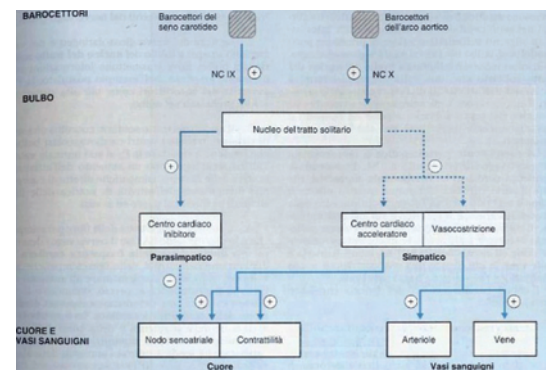 BAROCETTORI
Barocettori del
seno carotideo
Barocettori
dell'arco aortico
NC IX
+
+
NC X
BULBO
Nucleo del tratto solitario
+
−
Centro cardiaco
inibitore
Centro cardiaco
acceleratore
Vasocostrizione
Parasimpatico
Simpatico
−
+
+
+
+
CUORE E
VASI SANGUIGNI
Nodo senoatriale
Contrattilità
Arteriole
Vene
Cuore
Vasi sanguigni